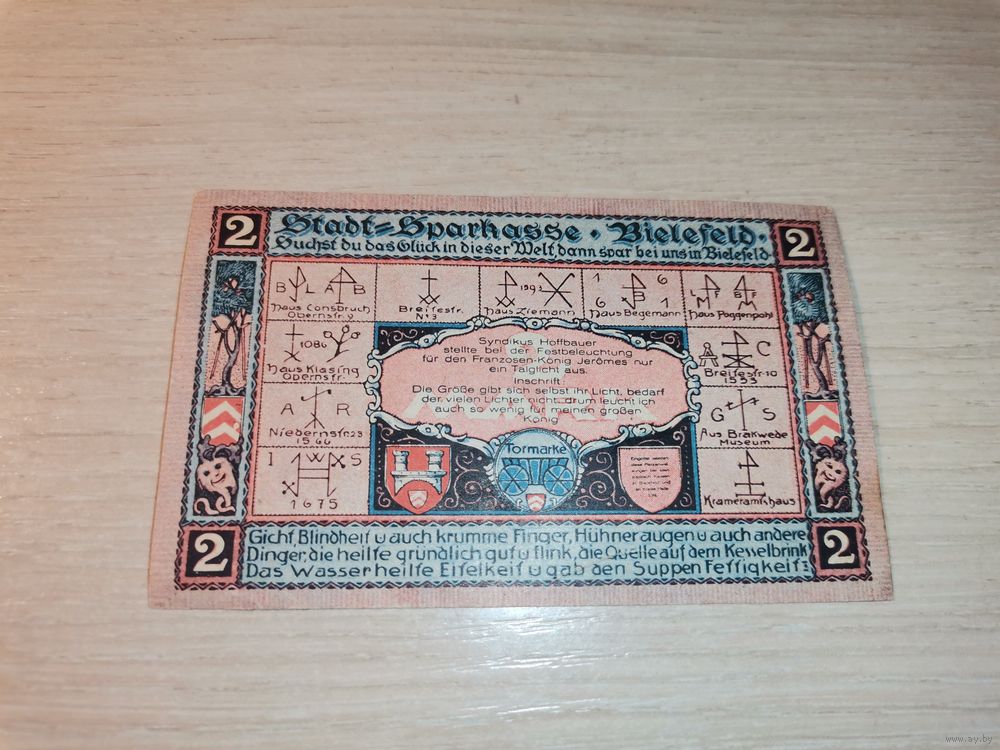 2 Stadt=Sparkasse · Bielefeld · 2
Suchst du das Glück in dieser Welt, dann spar bei uns in Bielefeld
B L A B
Haus Consbruch
Obernstr. 9
Breitestr.
No 3
1593
Haus Ziemann
1 6 B 6 1
Haus Begemann
L F B F
M M
Haus Poggenpohl
1086
Haus Klasing
Obernstr.
Syndikus Hoffbauer
stellte bei der Festbeleuchtung
für den Franzosen-König Jerômes nur
ein Talglicht aus.
Inschrift:
Die Größe gibt sich selbst ihr Licht, bedarf
der vielen Lichter nicht, drum leucht ich
auch so wenig für meinen großen
König
A C
Breitestr. 10
1533
A R
Niedernstr. 23
1566
G S
Aus Brakwede
Museum
I W S
1675
Tormarke
Krameramtshaus
2 Gicht, Blindheit u auch krumme Finger, Hühneraugen u auch andere 2
Dinger, die heilte gründlich gut u flink, die Quelle auf dem Kesselbrink
Das Wasser heilte Eitelkeit u gab den Suppen Fettigkeit
www.ay.by